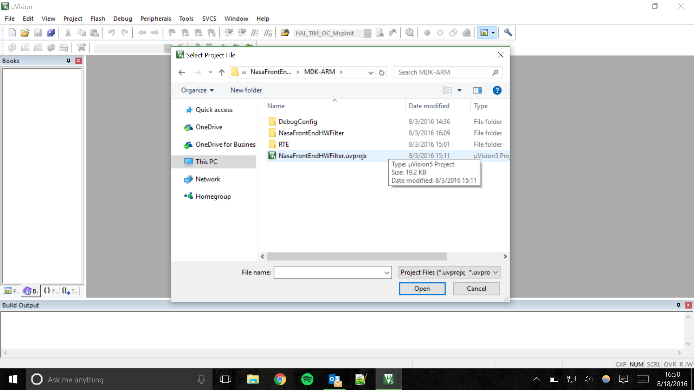 µVision
File Edit View Project Flash Debug Peripherals Tools SVCS Window Help
HAL_TIM_OC_MspInit
Books
Select Project File
« NasaFrontEn... > MDK-ARM >
Search MDK-ARM
Organize New folder
Name Date modified Type
Quick access
OneDrive
OneDrive for Busines
This PC
Network
Homegroup
DebugConfig 8/3/2016 14:36 File folder
NasaFrontEndHWFilter 8/3/2016 16:09 File folder
RTE 8/3/2016 15:01 File folder
NasaFrontEndHWFilter.uvprojx 8/3/2016 15:11 µVision5 Pro
Type: µVision5 Project
Size: 19.2 KB
Date modified: 8/3/2016 15:11
File name:
Project Files (*.uvprojx; *.uvpro
Open Cancel
P.. B.. {} F.. T..
Build Output
CAP NUM SCRL OVR R/W
Ask me anything
16:50
8/18/2016